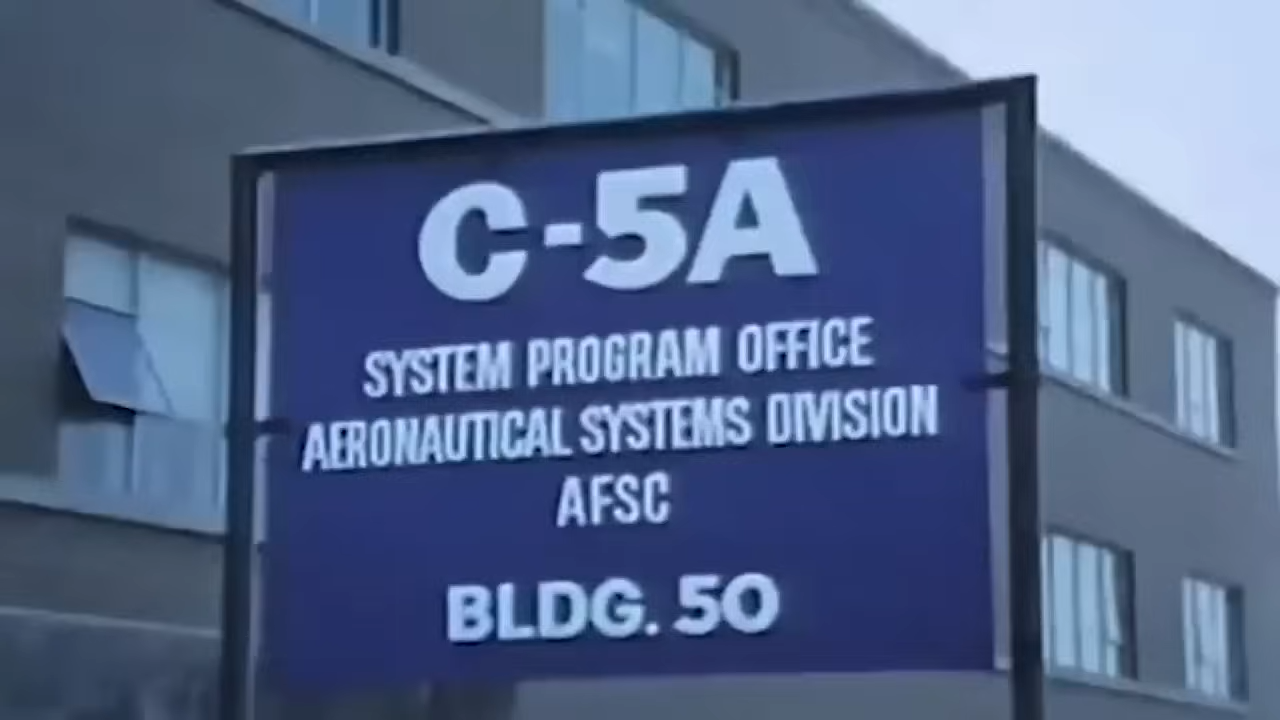 C-5A
SYSTEM PROGRAM OFFICE
AERONAUTICAL SYSTEMS DIVISION
AFSC
BLDG. 50